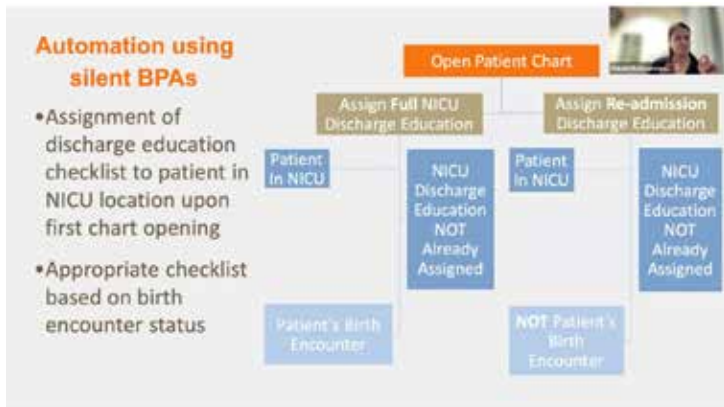 Automation using
silent BPAs
•Assignment of
discharge education
checklist to patient in
NICU location upon
first chart opening
•Appropriate checklist
based on birth
encounter status
Open Patient Chart
Assign Full NICU
Discharge Education
Assign Re-admission
Discharge Education
Patient
In NICU
NICU
Discharge
Education
NOT
Already
Assigned
Patient
In NICU
NICU
Discharge
Education
NOT
Already
Assigned
Patient's Birth
Encounter
NOT Patient's
Birth
Encounter